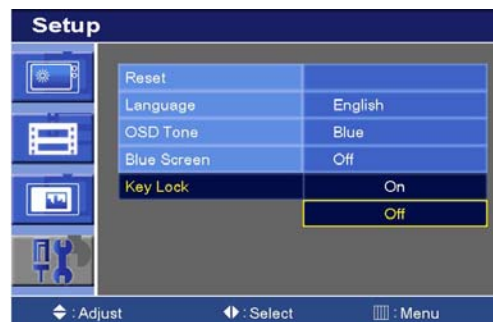 Setup
Reset
Language English
OSD Tone Blue
Blue Screen Off
Key Lock On
Off
: Adjust : Select : Menu